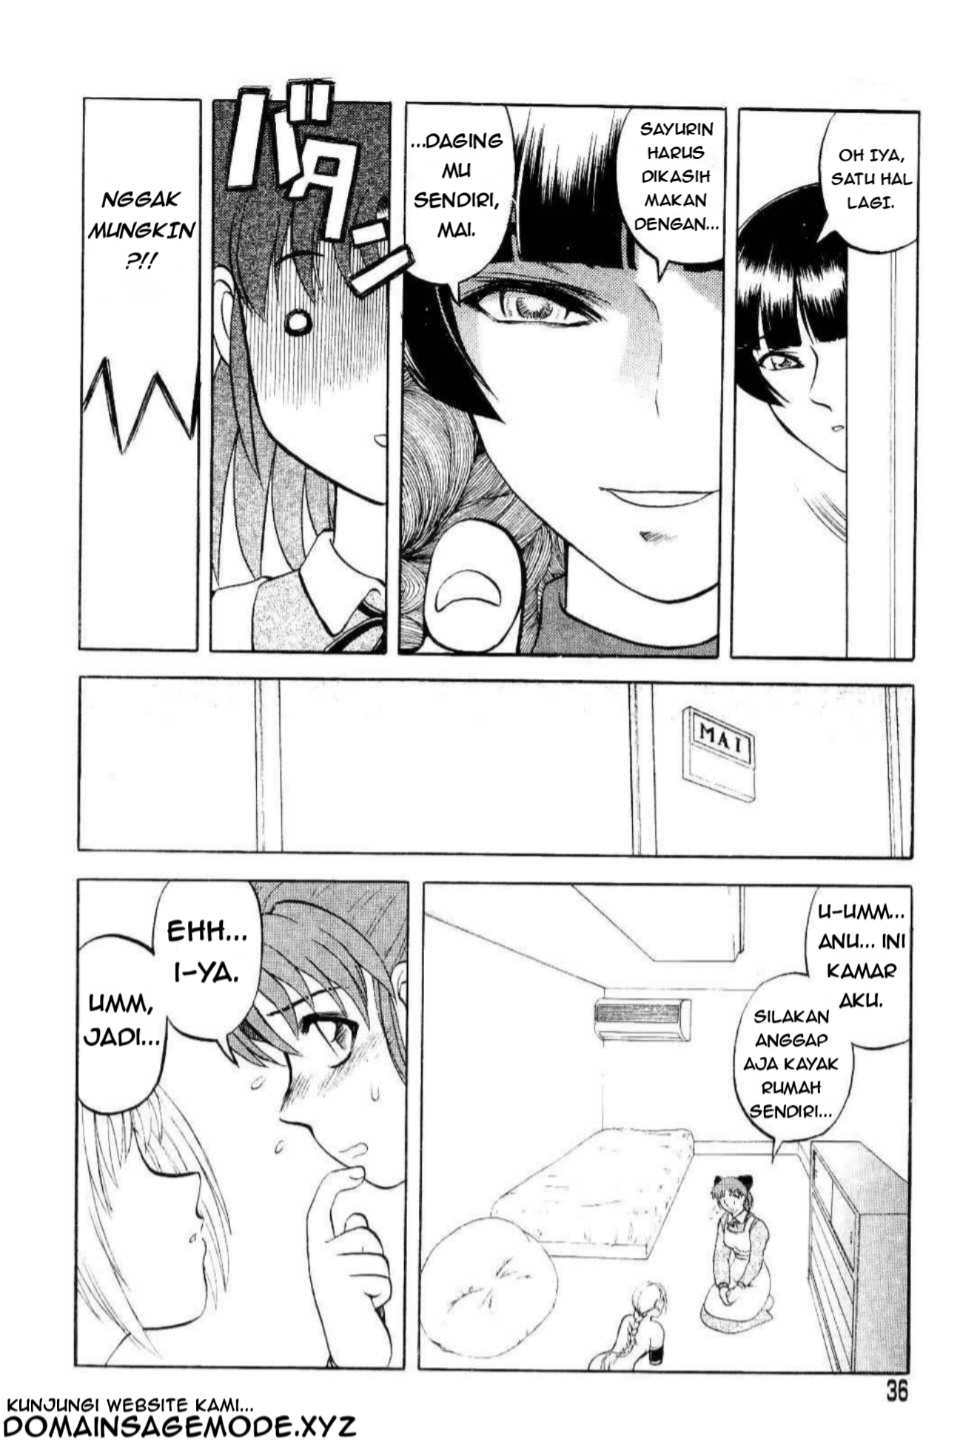 OH IYA,
SATU HAL
LAGI.
SAYURIN
HARUS
DIKASIH
MAKAN
DENGAN...
...DAGING
MU
SENDIRI,
MAI.
バタン
NGGAK
MUNGKIN
?!!
MAI
U-UMM...
ANU... INI
KAMAR
AKU.
SILAKAN
ANGGAP
AJA KAYAK
RUMAH
SENDIRI...
EHH...
I-YA.
UMM,
JADI...
36
KUNJUNGI WEBSITE KAMI...
DOMAINSAGEMODE.XYZ